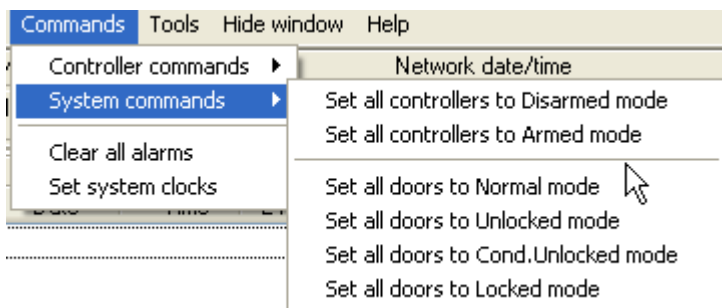 Commands Tools Hide window Help
Controller commands
Network date/time
System commands
Set all controllers to Disarmed mode
Set all controllers to Armed mode
Clear all alarms
Set system clocks
Set all doors to Normal mode
Set all doors to Unlocked mode
Set all doors to Cond.Unlocked mode
Set all doors to Locked mode